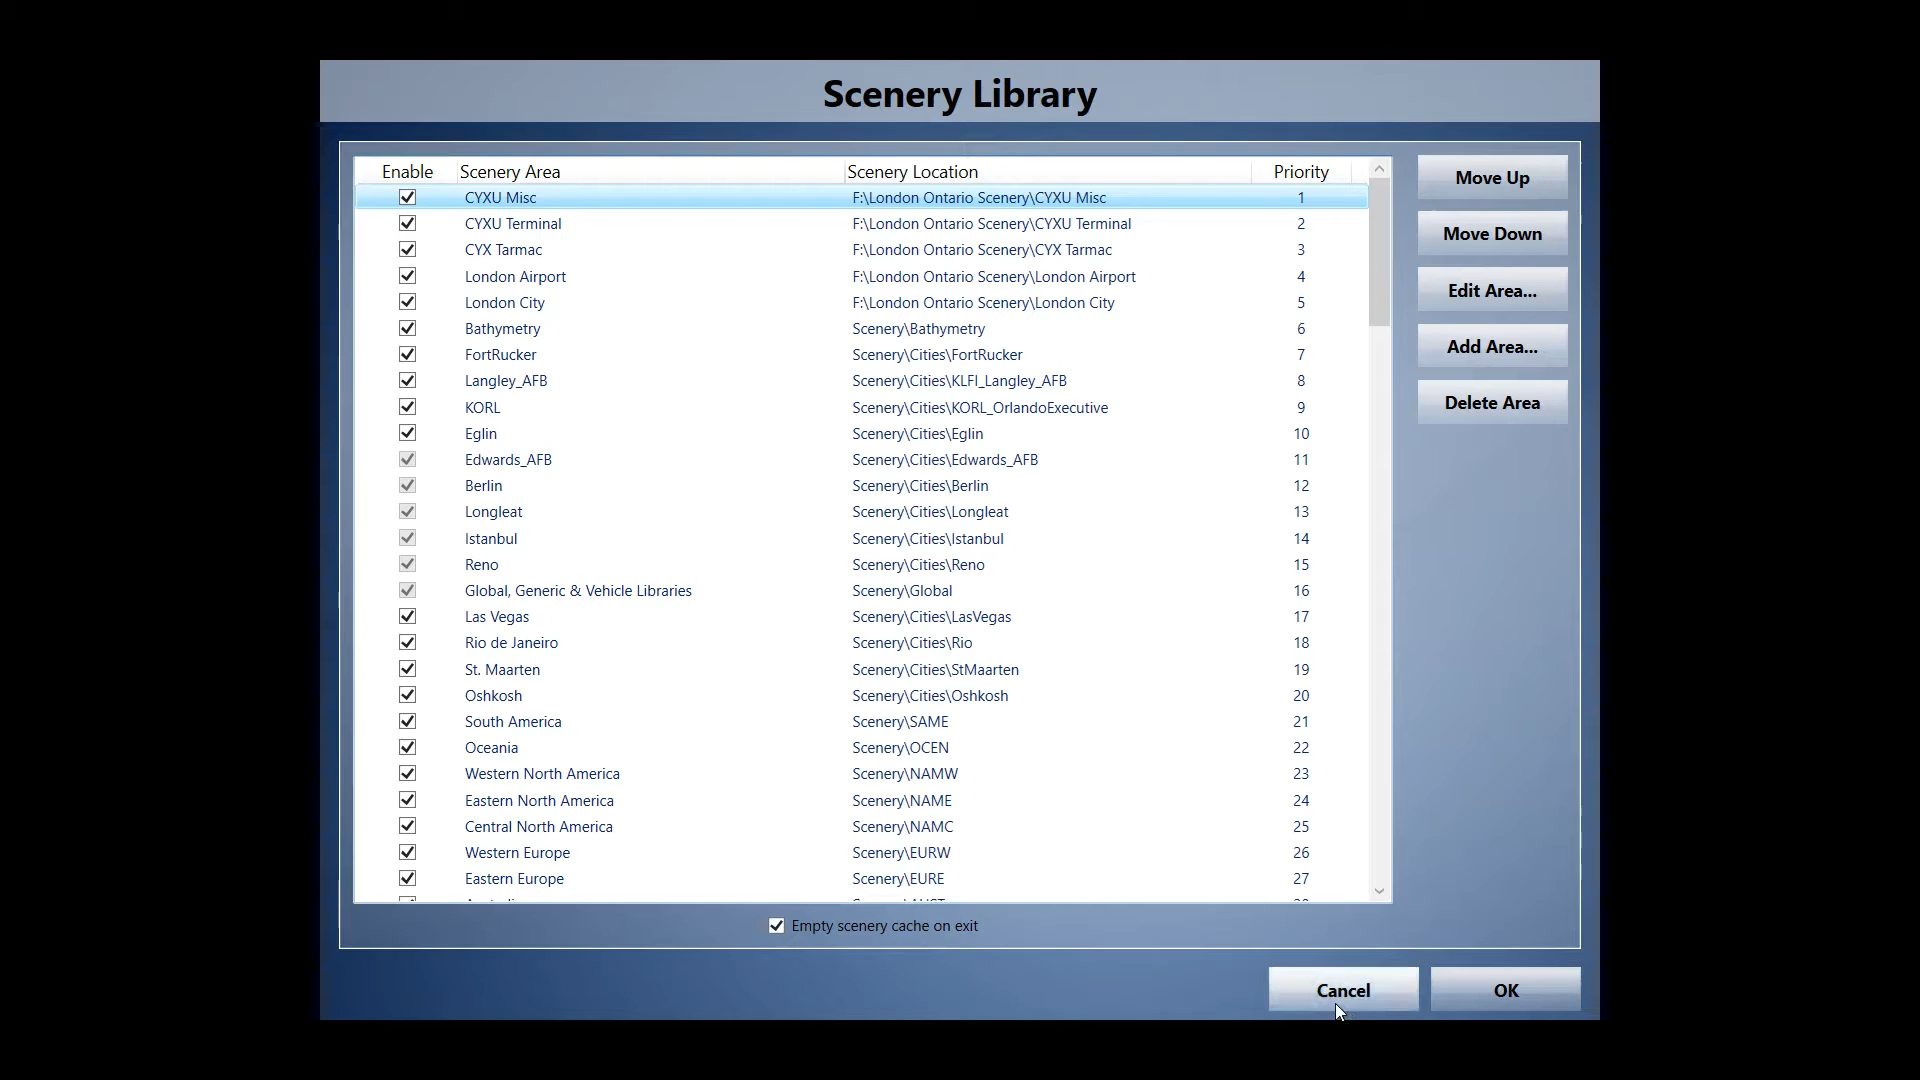 Scenery Library
Enable Scenery Area Scenery Location Priority
CYXU Misc F:\London Ontario Scenery\CYXU Misc 1
CYXU Terminal F:\London Ontario Scenery\CYXU Terminal 2
CYX Tarmac F:\London Ontario Scenery\CYX Tarmac 3
London Airport F:\London Ontario Scenery\London Airport 4
London City F:\London Ontario Scenery\London City 5
Bathymetry Scenery\Bathymetry 6
FortRucker Scenery\Cities\FortRucker 7
Langley_AFB Scenery\Cities\KLFI_Langley_AFB 8
KORL Scenery\Cities\KORL_OrlandoExecutive 9
Eglin Scenery\Cities\Eglin 10
Edwards_AFB Scenery\Cities\Edwards_AFB 11
Berlin Scenery\Cities\Berlin 12
Longleat Scenery\Cities\Longleat 13
Istanbul Scenery\Cities\Istanbul 14
Reno Scenery\Cities\Reno 15
Global, Generic & Vehicle Libraries Scenery\Global 16
Las Vegas Scenery\Cities\LasVegas 17
Rio de Janeiro Scenery\Cities\Rio 18
St. Maarten Scenery\Cities\StMaarten 19
Oshkosh Scenery\Cities\Oshkosh 20
South America Scenery\SAME 21
Oceania Scenery\OCEN 22
Western North America Scenery\NAMW 23
Eastern North America Scenery\NAME 24
Central North America Scenery\NAMC 25
Western Europe Scenery\EURW 26
Eastern Europe Scenery\EURE 27
Move Up
Move Down
Edit Area...
Add Area...
Delete Area
Empty scenery cache on exit
Cancel OK